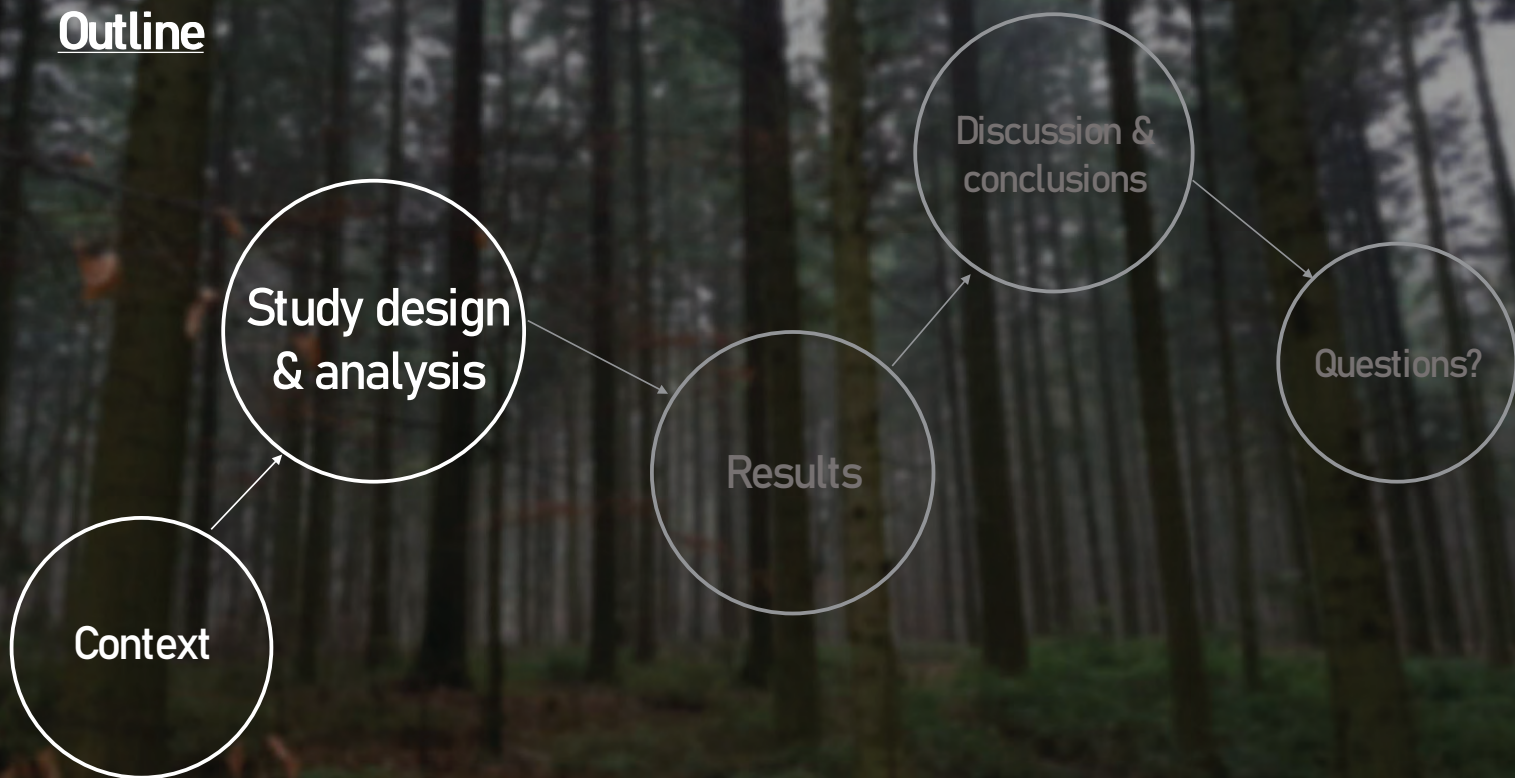 Outline
Context
Study design
& analysis
Results
Discussion &
conclusions
Questions?